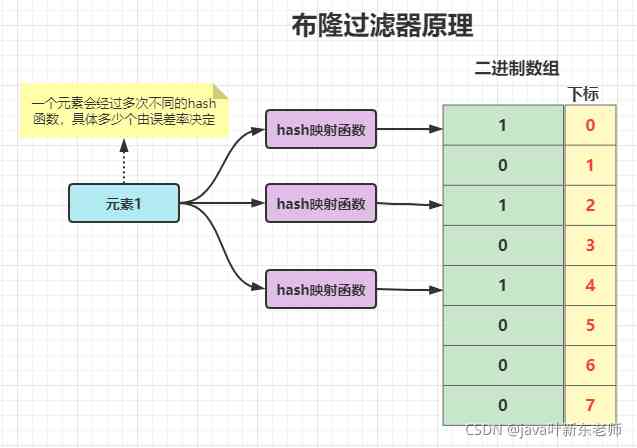 布隆过滤器原理
二进制数组
下标
一个元素会经过多次不同的hash
函数，具体多少个由误差率决定
元素1
hash映射函数
hash映射函数
hash映射函数
1 0
0 1
1 2
0 3
1 4
0 5
0 6
0 7
CSDN @java叶新东老师